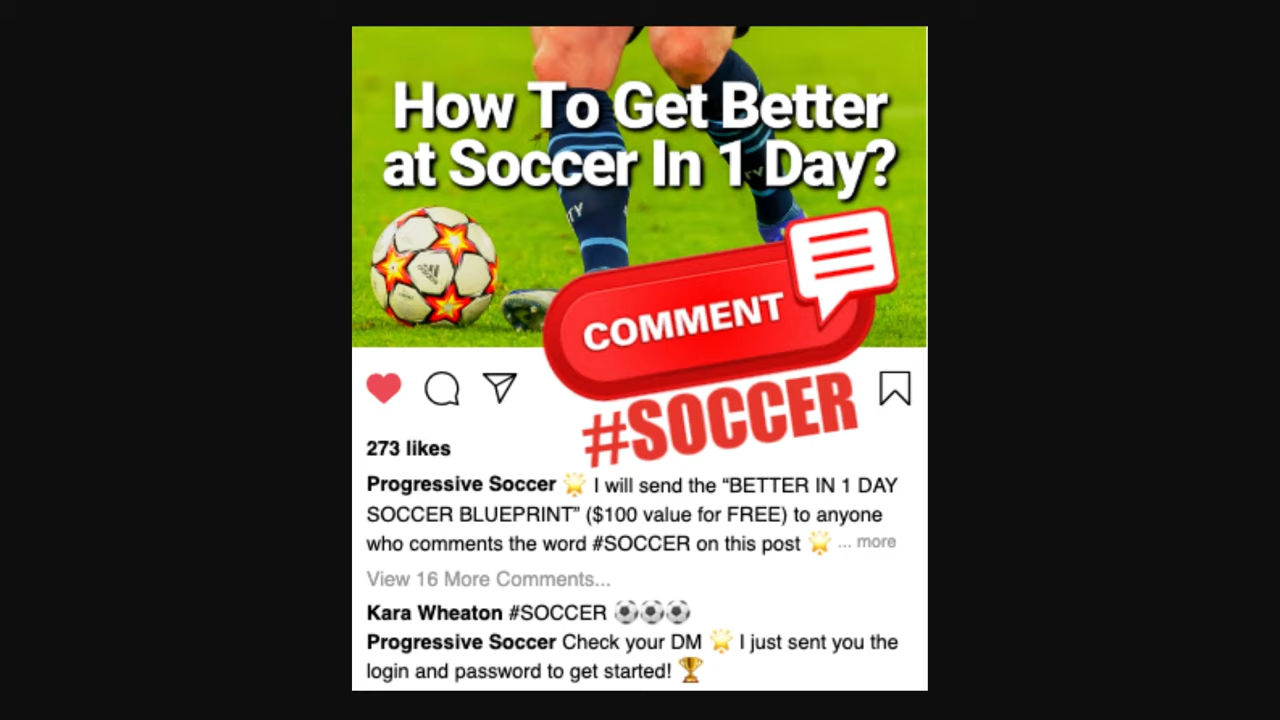 How To Get Better
at Soccer In 1 Day?
TY
TY
adidas
COMMENT
#SOCCER
273 likes
Progressive Soccer 🌟 I will send the “BETTER IN 1 DAY
SOCCER BLUEPRINT” ($100 value for FREE) to anyone
who comments the word #SOCCER on this post 🌟 ... more
View 16 More Comments...
Kara Wheaton #SOCCER ⚽⚽⚽
Progressive Soccer Check your DM 🌟 I just sent you the
login and password to get started! 🏆